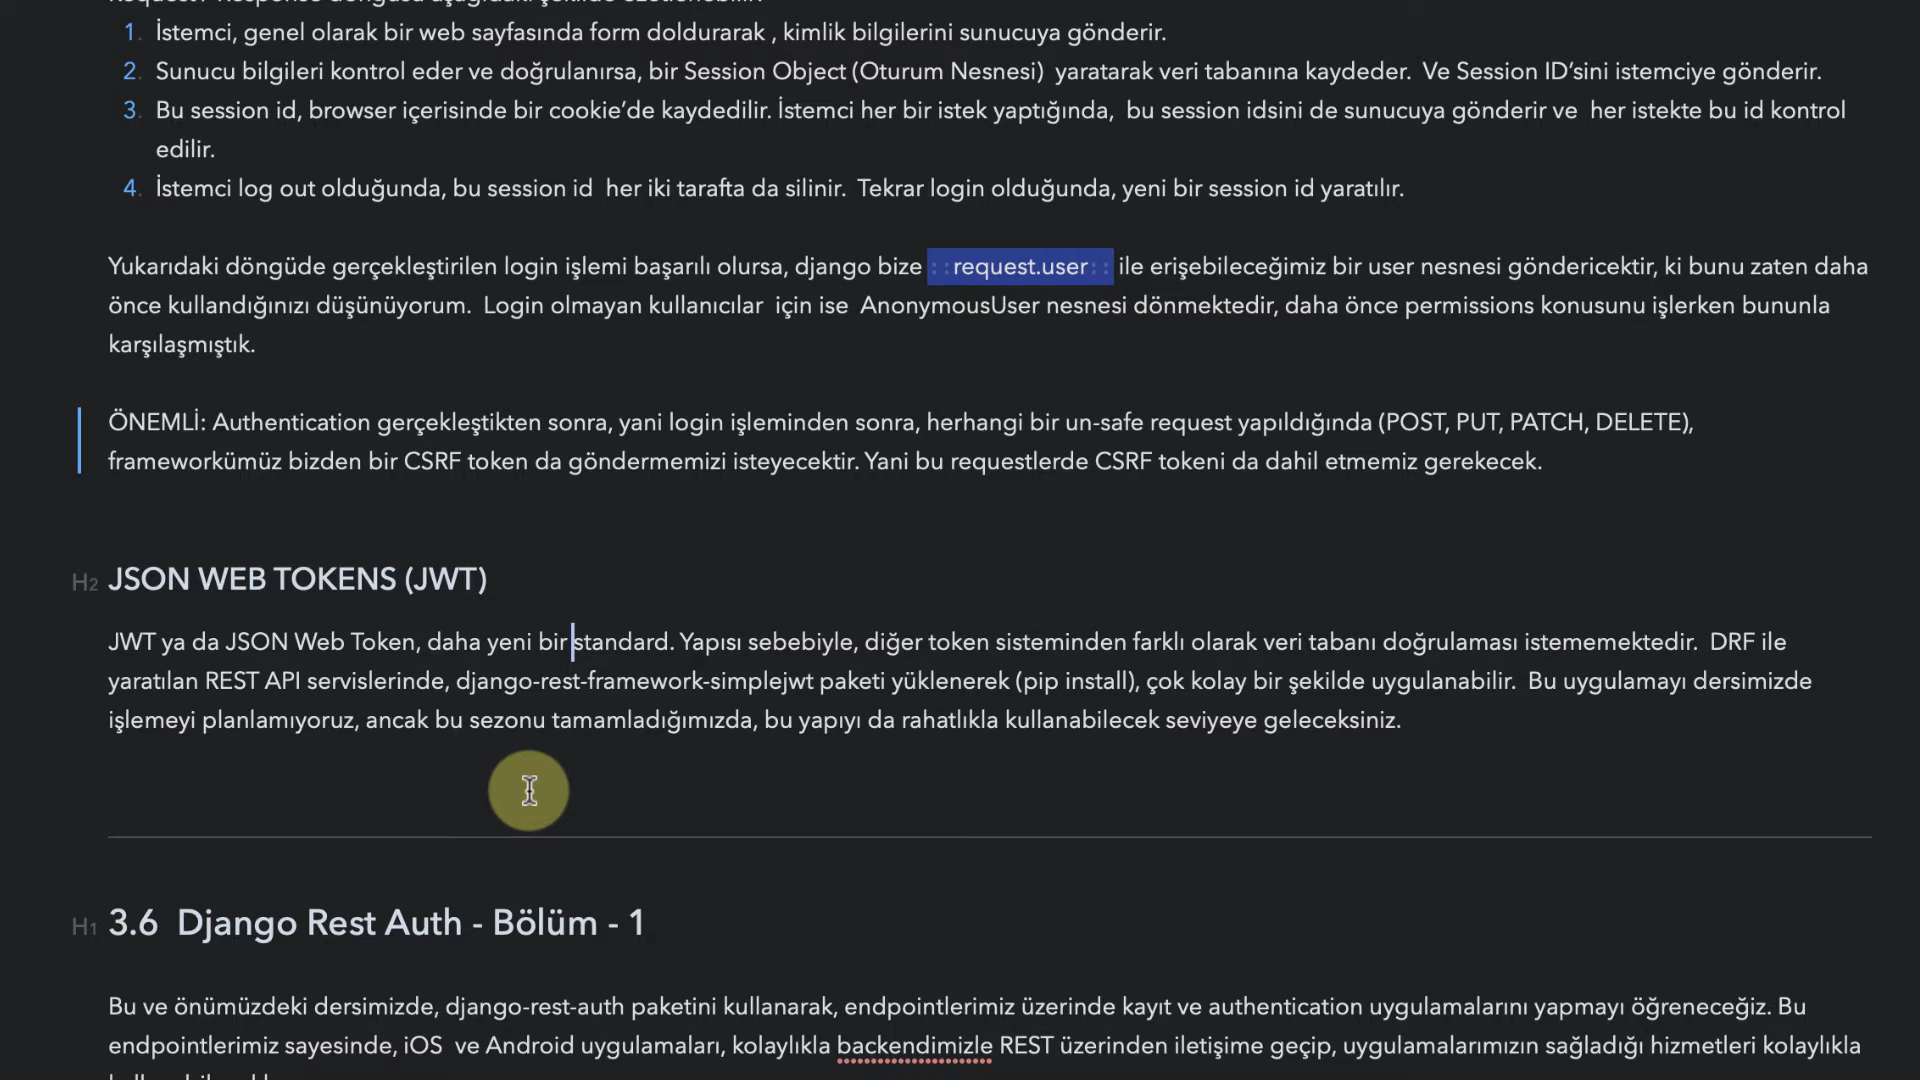 Request / Response döngüsü aşağıdaki şekilde özetlenebilir:
1. İstemci, genel olarak bir web sayfasında form doldurarak , kimlik bilgilerini sunucuya gönderir.
2. Sunucu bilgileri kontrol eder ve doğrulanırsa, bir Session Object (Oturum Nesnesi)  yaratarak veri tabanına kaydeder.  Ve Session ID’sini istemciye gönderir.
3. Bu session id, browser içerisinde bir cookie’de kaydedilir. İstemci her bir istek yaptığında,  bu session idsini de sunucuya gönderir ve  her istekte bu id kontrol
edilir.
4. İstemci log out olduğunda, bu session id  her iki tarafta da silinir.  Tekrar login olduğunda, yeni bir session id yaratılır.
Yukarıdaki döngüde gerçekleştirilen login işlemi başarılı olursa, django bize ::request.user:: ile erişebileceğimiz bir user nesnesi göndericektir, ki bunu zaten daha
önce kullandığınızı düşünüyorum.  Login olmayan kullanıcılar  için ise  AnonymousUser nesnesi dönmektedir, daha önce permissions konusunu işlerken bununla
karşılaşmıştık.
ÖNEMLİ: Authentication gerçekleştikten sonra, yani login işleminden sonra, herhangi bir un-safe request yapıldığında (POST, PUT, PATCH, DELETE),
frameworkümüz bizden bir CSRF token da göndermemizi isteyecektir. Yani bu requestlerde CSRF tokeni da dahil etmemiz gerekecek.
H2 JSON WEB TOKENS (JWT)
JWT ya da JSON Web Token, daha yeni bir standard. Yapısı sebebiyle, diğer token sisteminden farklı olarak veri tabanı doğrulaması istememektedir.  DRF ile
yaratılan REST API servislerinde, django-rest-framework-simplejwt paketi yüklenerek (pip install), çok kolay bir şekilde uygulanabilir.  Bu uygulamayı dersimizde
işlemeyi planlamıyoruz, ancak bu sezonu tamamladığımızda, bu yapıyı da rahatlıkla kullanabilecek seviyeye geleceksiniz.
H1 3.6  Django Rest Auth - Bölüm - 1
Bu ve önümüzdeki dersimizde, django-rest-auth paketini kullanarak, endpointlerimiz üzerinde kayıt ve authentication uygulamalarını yapmayı öğreneceğiz. Bu
endpointlerimiz sayesinde, iOS  ve Android uygulamaları, kolaylıkla backendimizle REST üzerinden iletişime geçip, uygulamalarımızın sağladığı hizmetleri kolaylıkla